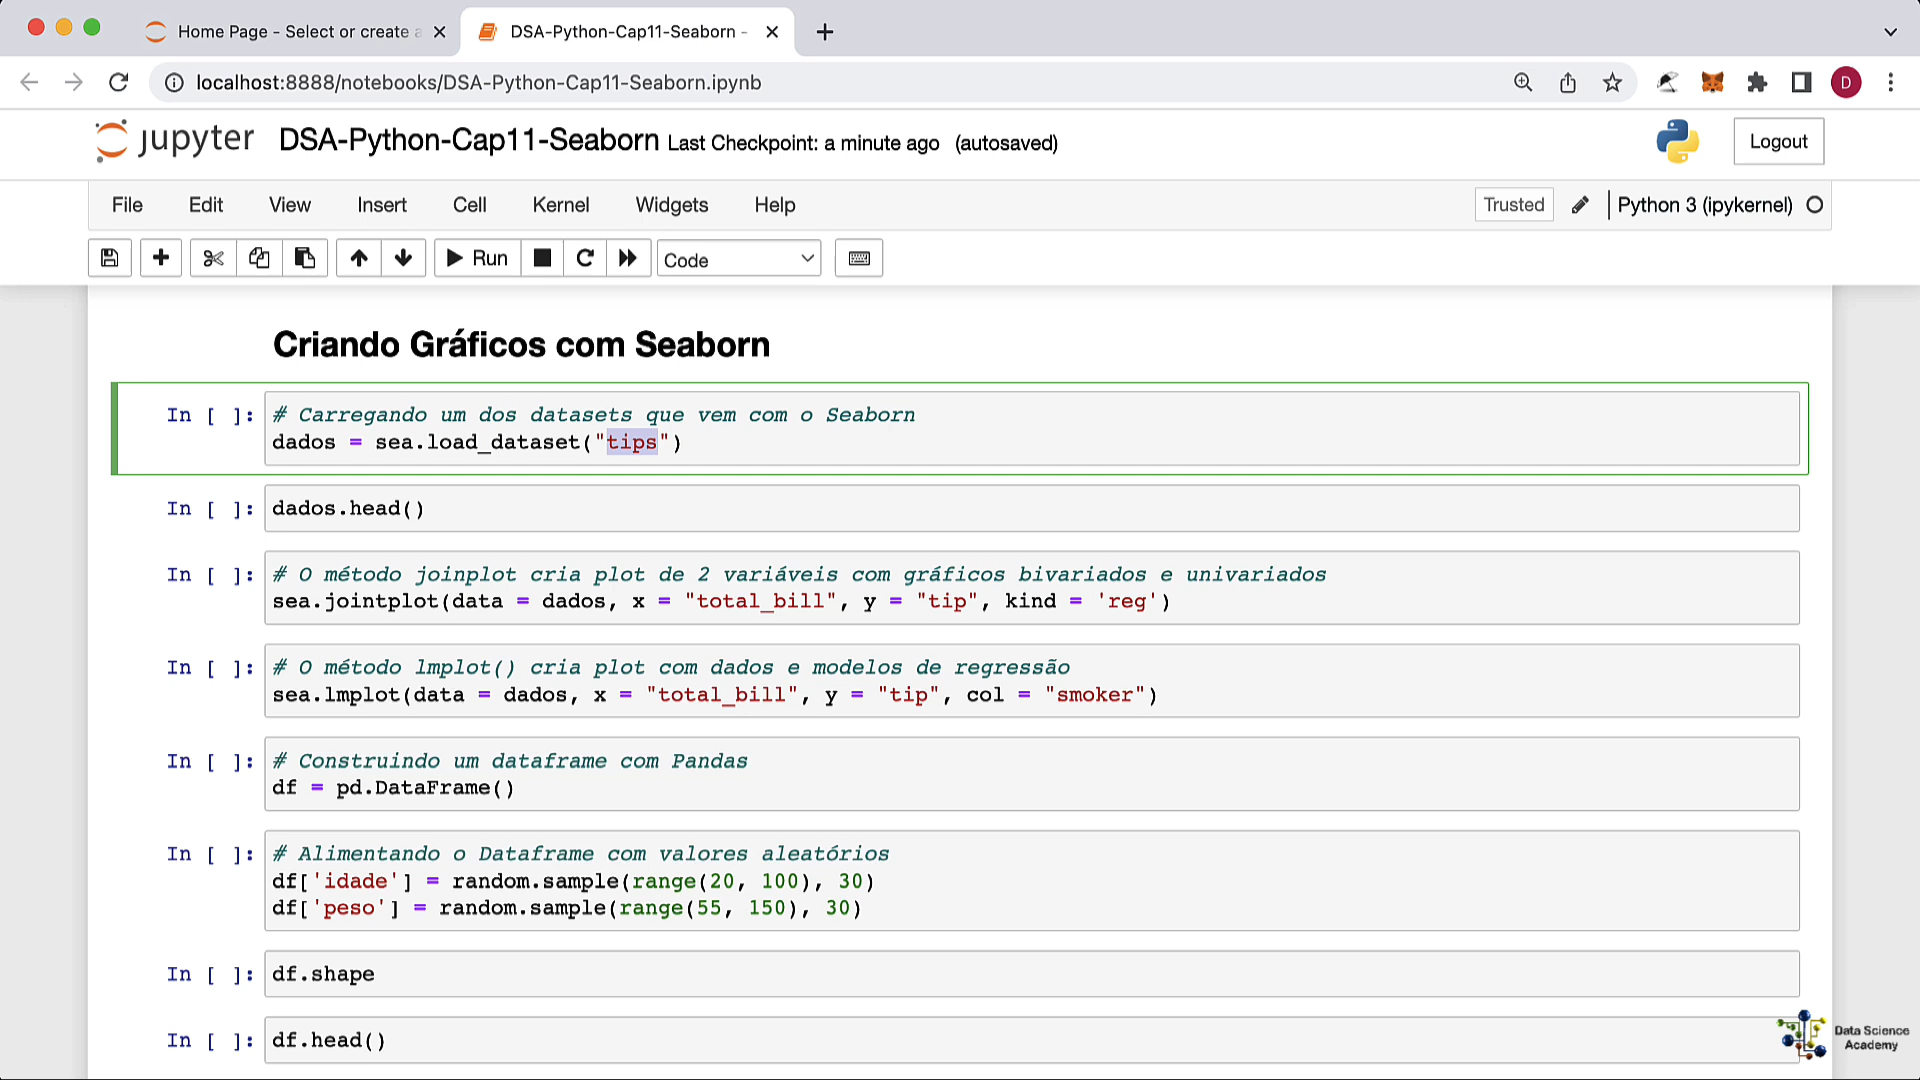 Home Page - Select or create a
DSA-Python-Cap11-Seaborn -
localhost:8888/notebooks/DSA-Python-Cap11-Seaborn.ipynb
D
jupyter DSA-Python-Cap11-Seaborn Last Checkpoint: a minute ago (autosaved)
Logout
File Edit View Insert Cell Kernel Widgets Help
Trusted Python 3 (ipykernel)
Run Code
Criando Gráficos com Seaborn
In [ ]: # Carregando um dos datasets que vem com o Seaborn
dados = sea.load_dataset("tips")
In [ ]: dados.head()
In [ ]: # O método joinplot cria plot de 2 variáveis com gráficos bivariados e univariados
sea.jointplot(data = dados, x = "total_bill", y = "tip", kind = 'reg')
In [ ]: # O método lmplot() cria plot com dados e modelos de regressão
sea.lmplot(data = dados, x = "total_bill", y = "tip", col = "smoker")
In [ ]: # Construindo um dataframe com Pandas
df = pd.DataFrame()
In [ ]: # Alimentando o Dataframe com valores aleatórios
df['idade'] = random.sample(range(20, 100), 30)
df['peso'] = random.sample(range(55, 150), 30)
In [ ]: df.shape
In [ ]: df.head()
Data Science
Academy